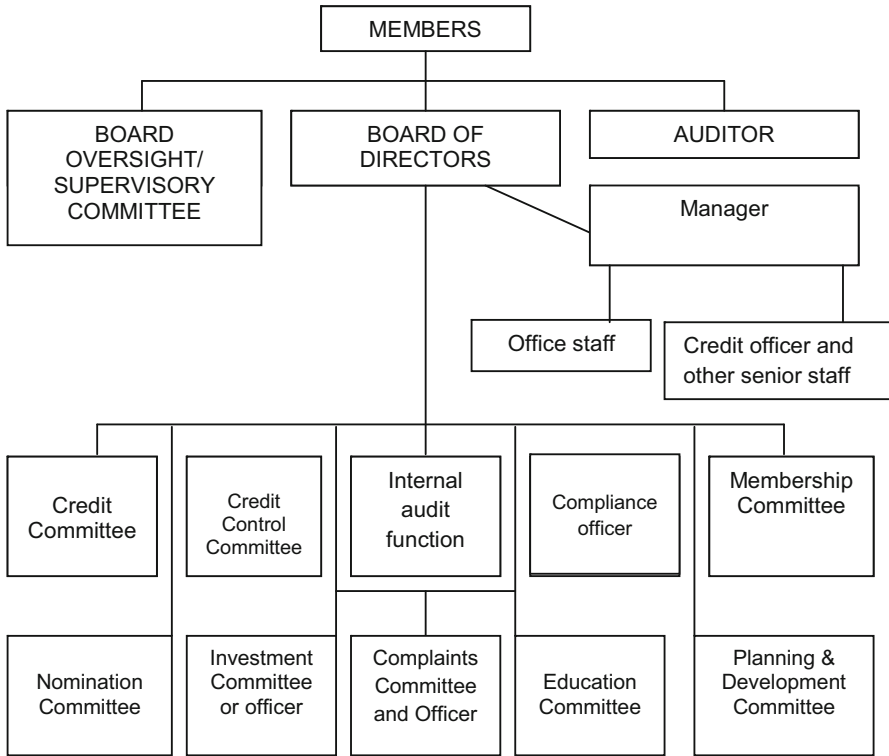 MEMBERS
BOARD
OVERSIGHT/
SUPERVISORY
COMMITTEE
BOARD OF
DIRECTORS
AUDITOR
Manager
Office staff
Credit officer and
other senior staff
Credit
Committee
Credit
Control
Committee
Internal
audit
function
Compliance
officer
Membership
Committee
Nomination
Committee
Investment
Committee
or officer
Complaints
Committee
and Officer
Education
Committee
Planning &
Development
Committee